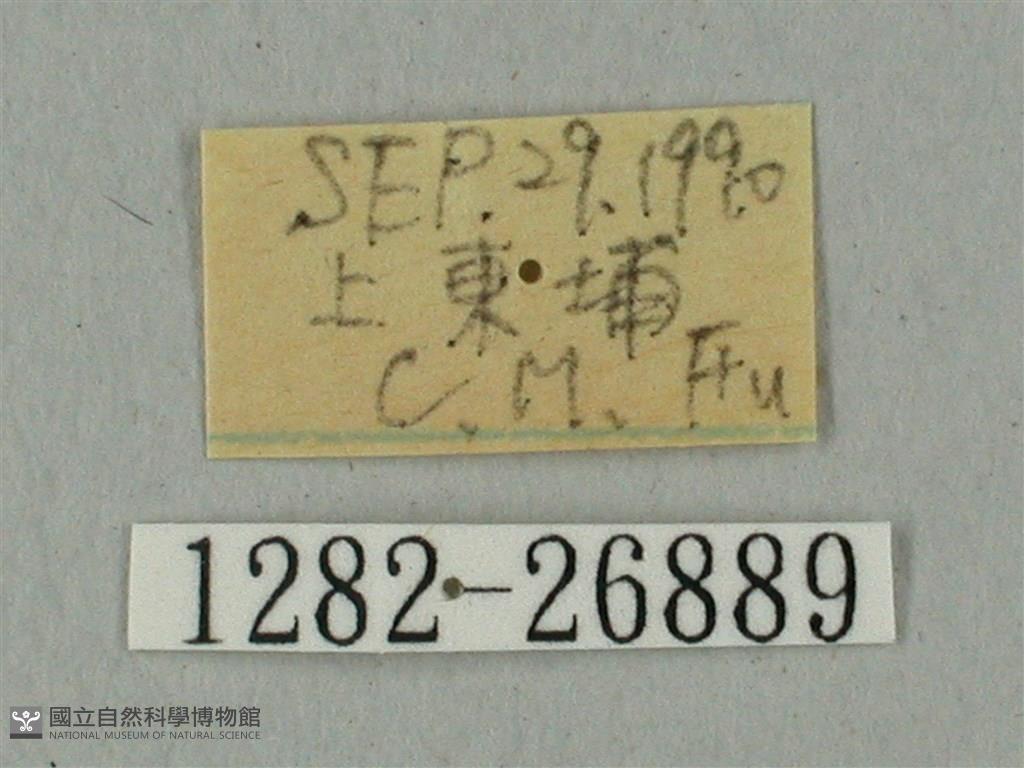 SEP. 29. 1990
上東埔
C. M. Fu
1282-26889
國立自然科學博物館
NATIONAL MUSEUM OF NATURAL SCIENCE